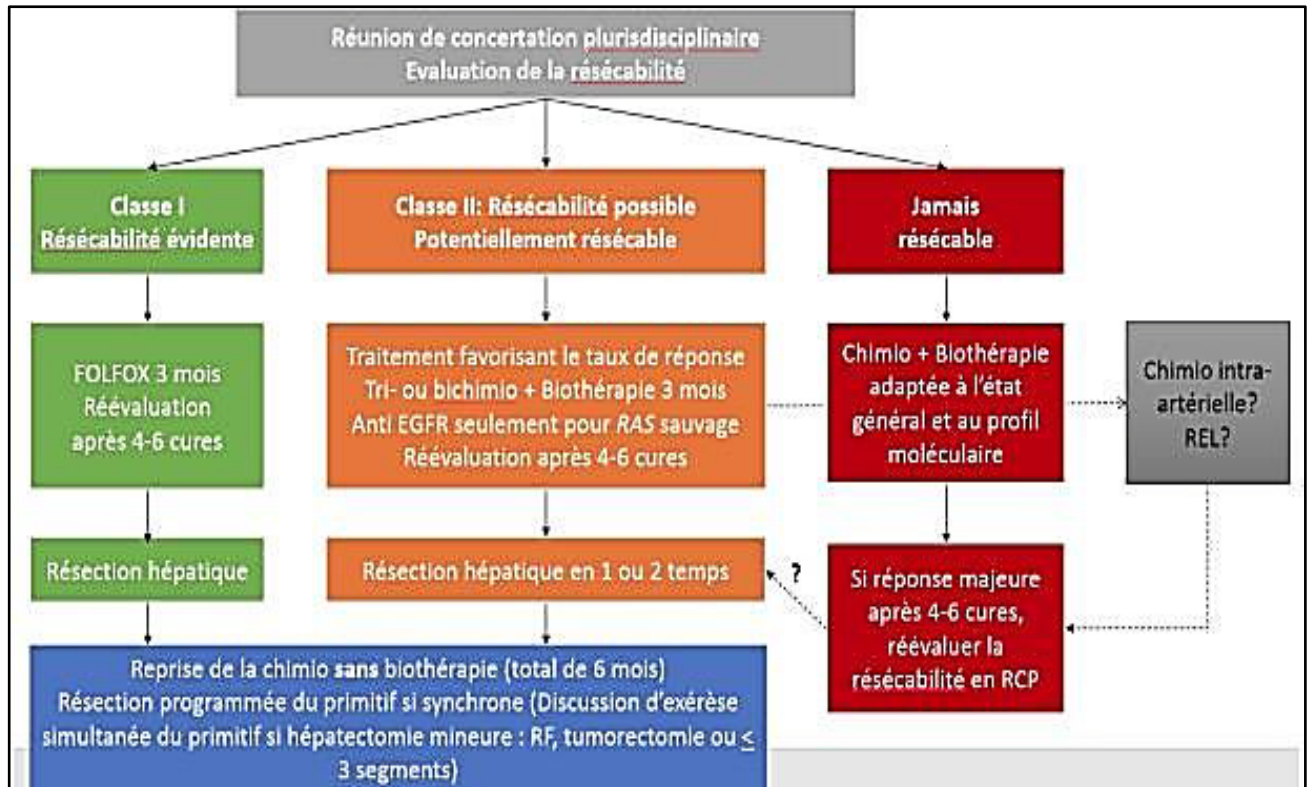 Réunion de concertation plurisdisciplinaire
Evaluation de la résécabilité
Classe I
Résécabilité évidente
Classe II: Résécabilité possible
Potentiellement résécable
Jamais
résécable
FOLFOX 3 mois
Réévaluation
après 4-6 cures
Traitement favorisant le taux de réponse
Tri- ou bichimio + Biothérapie 3 mois
Anti EGFR seulement pour RAS sauvage
Réévaluation après 4-6 cures
Chimio + Biothérapie
adaptée à l'état
général et au profil
moléculaire
Chimio intra-
artérielle?
REL?
Résection hépatique
Résection hépatique en 1 ou 2 temps
?
Si réponse majeure
après 4-6 cures,
réévaluer la
résécabilité en RCP
Reprise de la chimio sans biothérapie (total de 6 mois)
Résection programmée du primitif si synchrone (Discussion d'exérèse
simultanée du primitif si hépatectomie mineure : RF, tumorectomie ou ≤
3 segments)